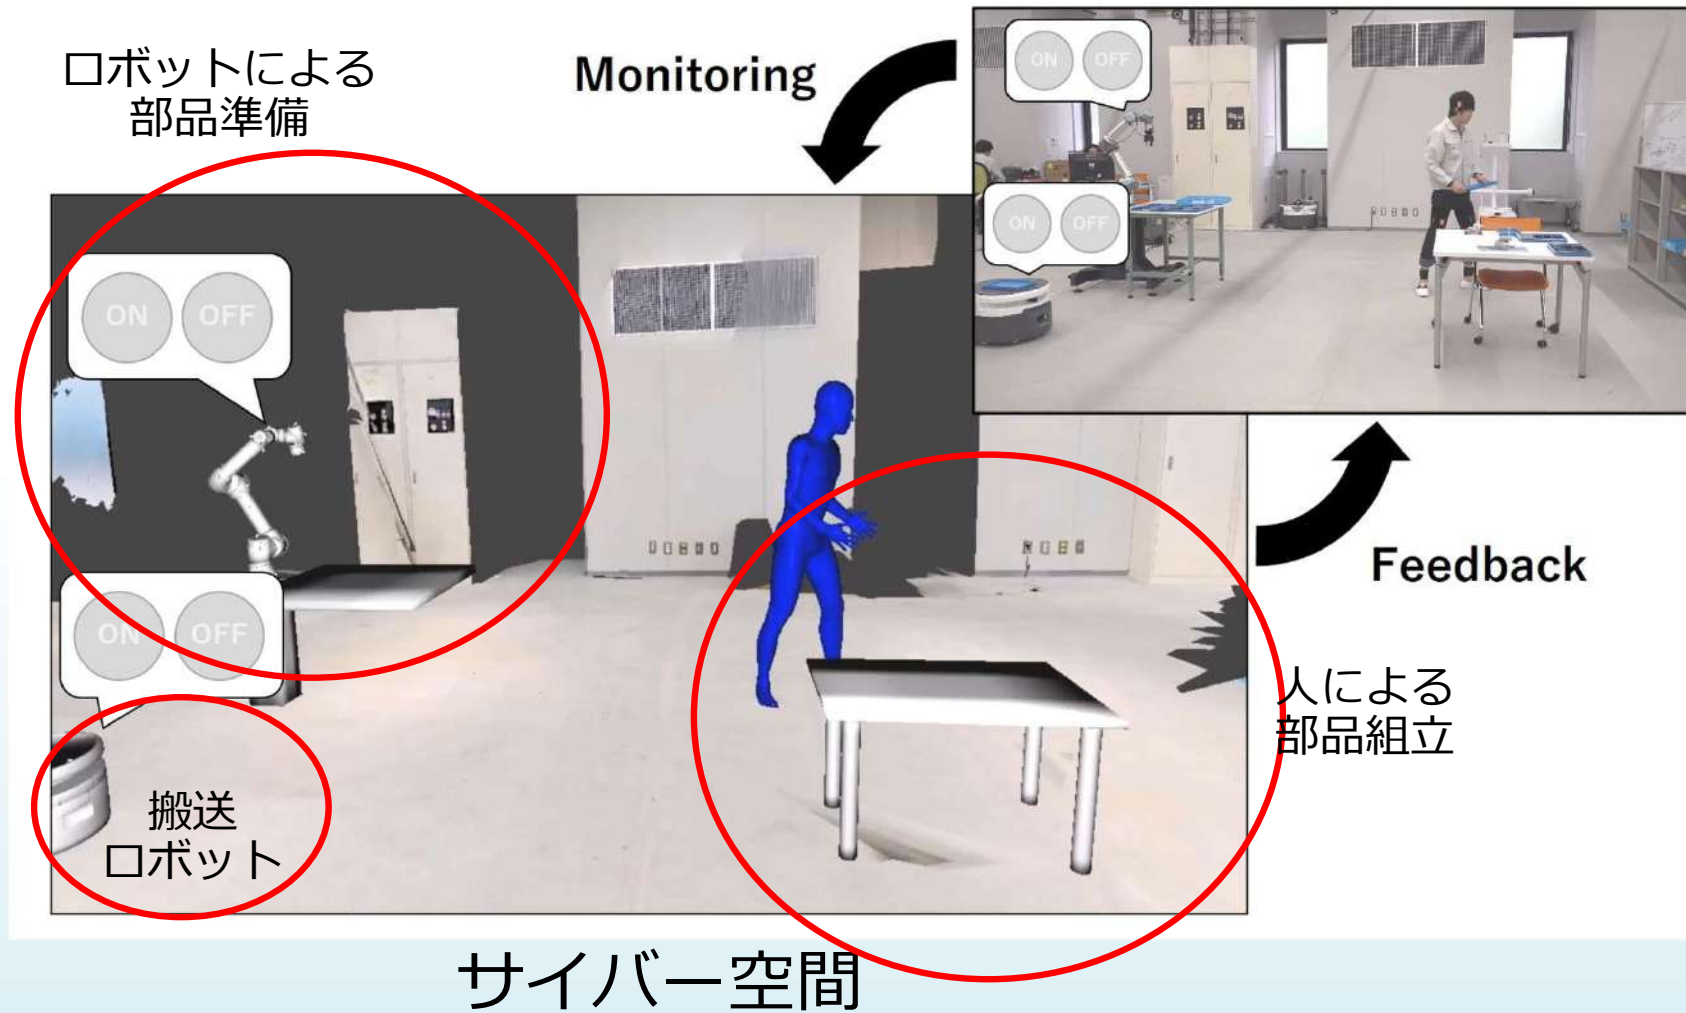 ロボットによる
部品準備
Monitoring
ON OFF
ON OFF
ON OFF
ON OFF
Feedback
人による
部品組立
搬送
ロボット
サイバー空間